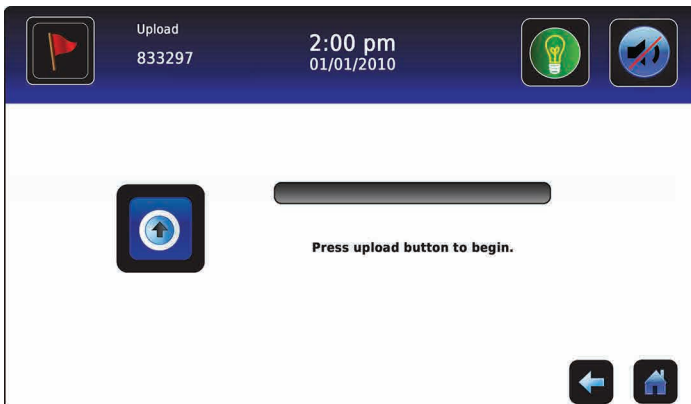 Upload
833297
2:00 pm
01/01/2010
Press upload button to begin.